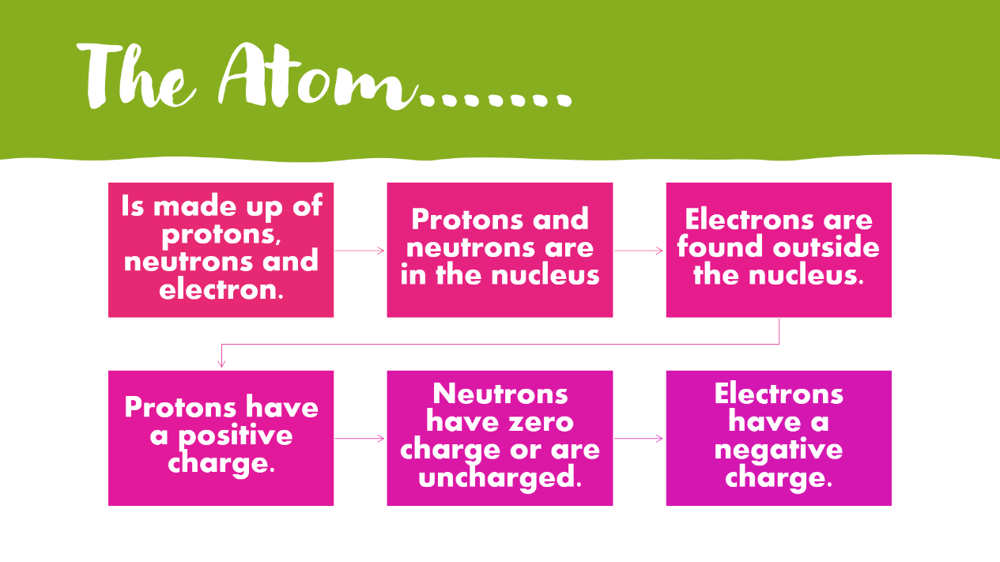 The Atom.......
Is made up of
protons,
neutrons and
electron.
Protons and
neutrons are
in the nucleus
Electrons are
found outside
the nucleus.
Protons have
a positive
charge.
Neutrons
have zero
charge or are
uncharged.
Electrons
have a
negative
charge.